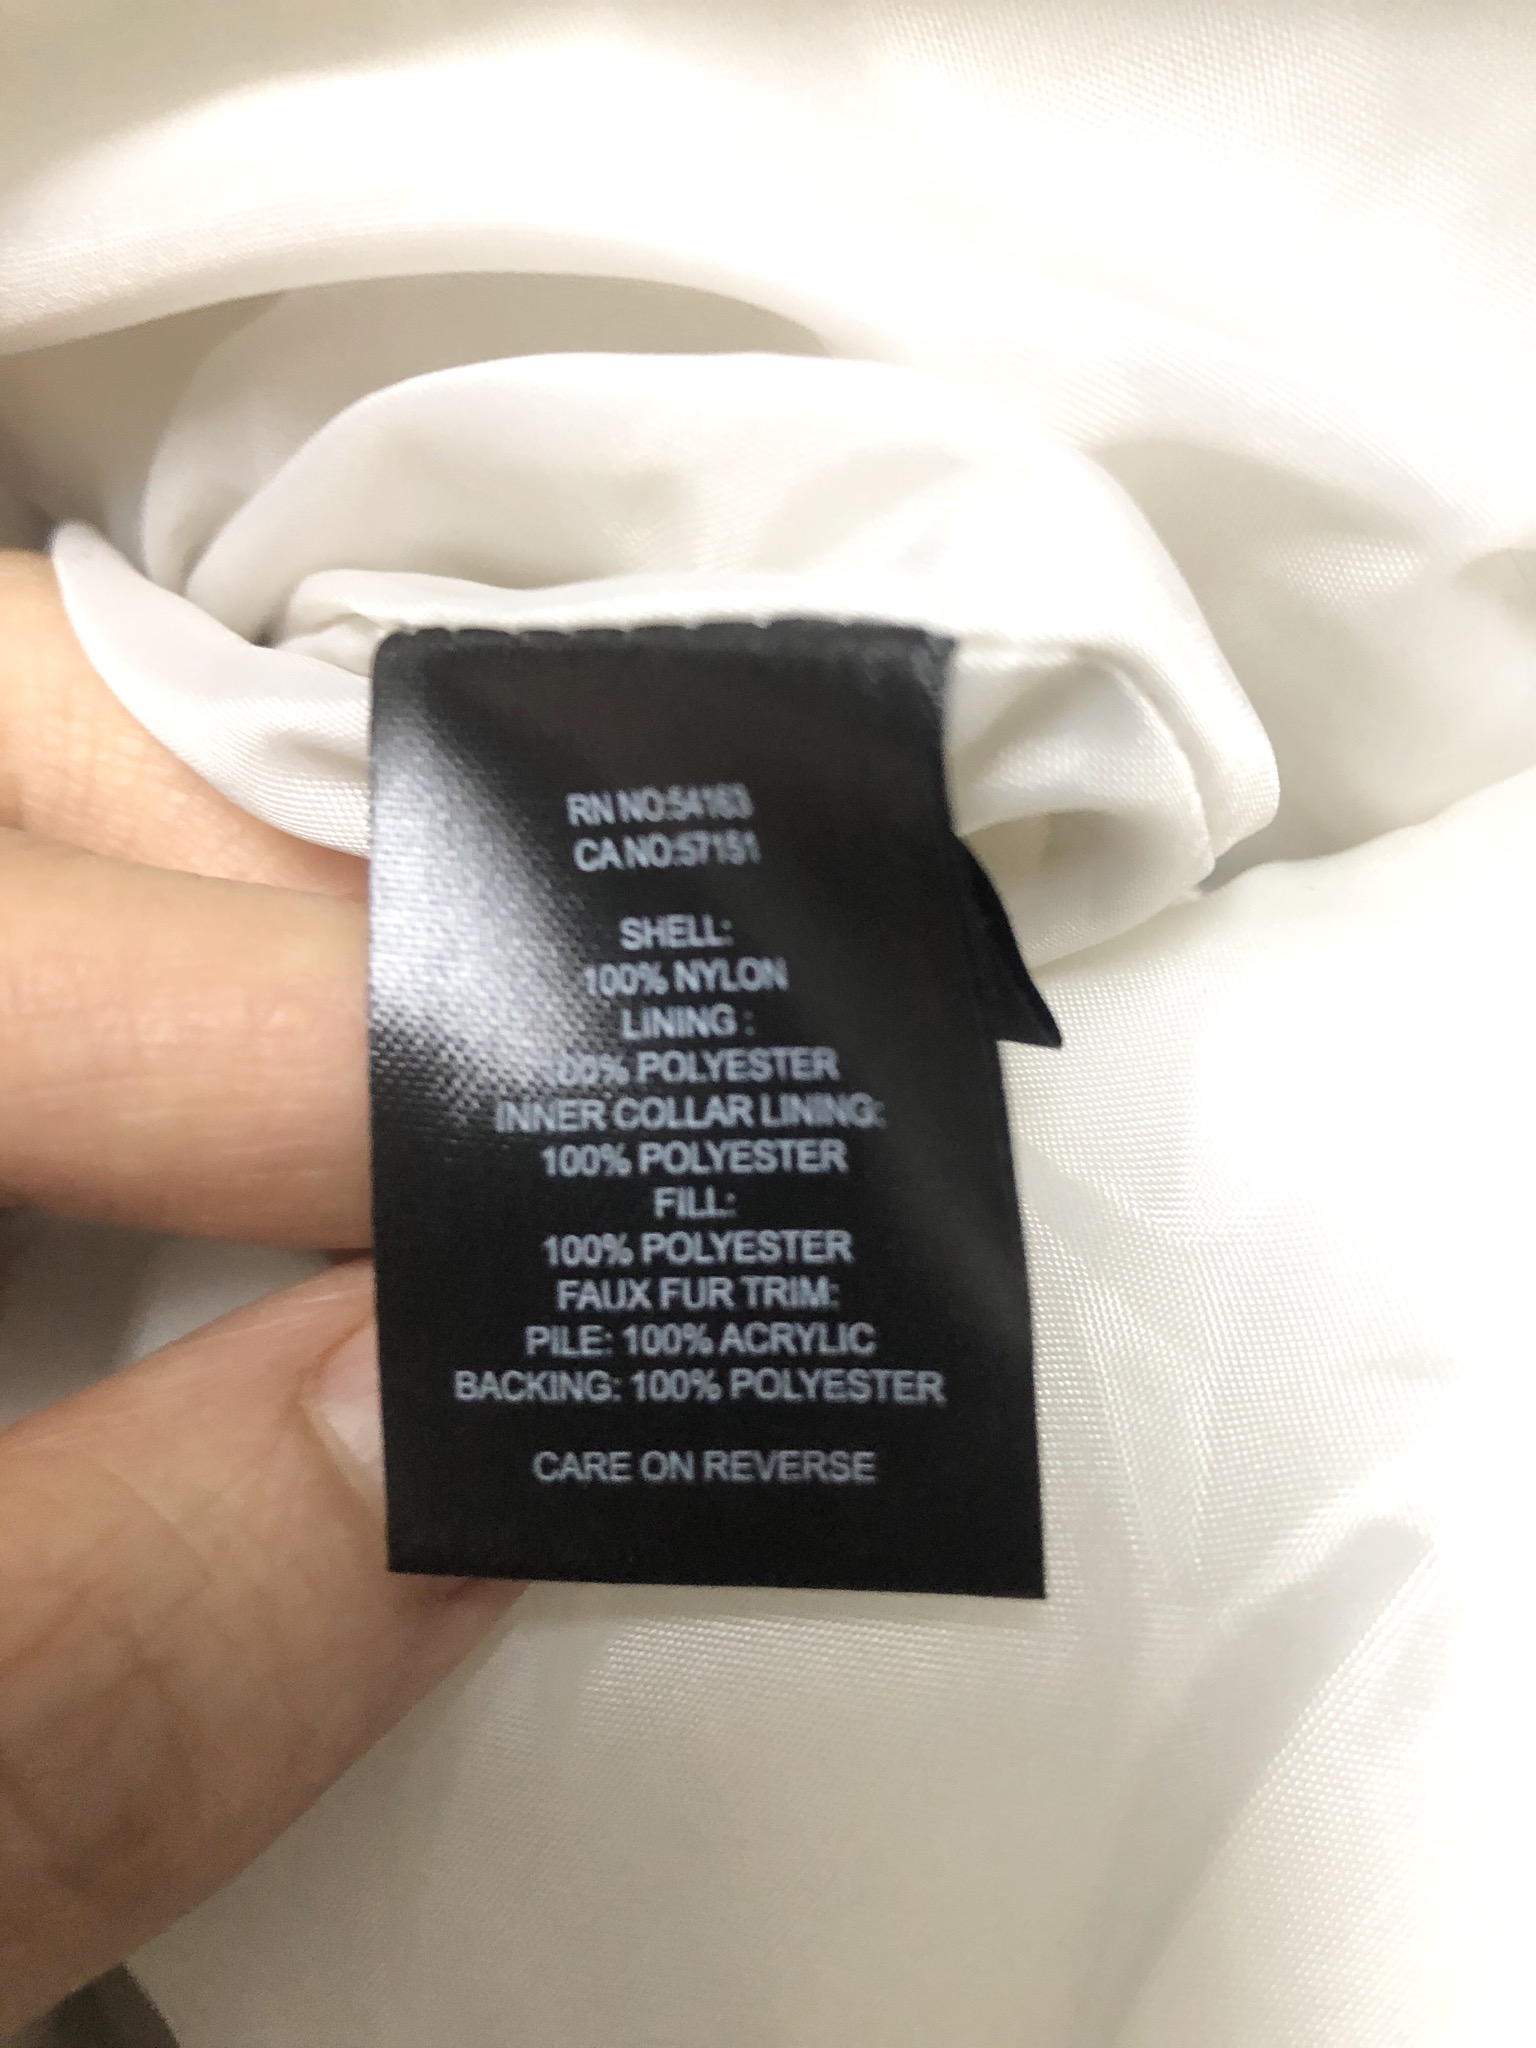 RN NO:54163
CA NO:57151
SHELL:
100% NYLON
LINING :
100% POLYESTER
INNER COLLAR LINING:
100% POLYESTER
FILL:
100% POLYESTER
FAUX FUR TRIM:
PILE: 100% ACRYLIC
BACKING: 100% POLYESTER
CARE ON REVERSE